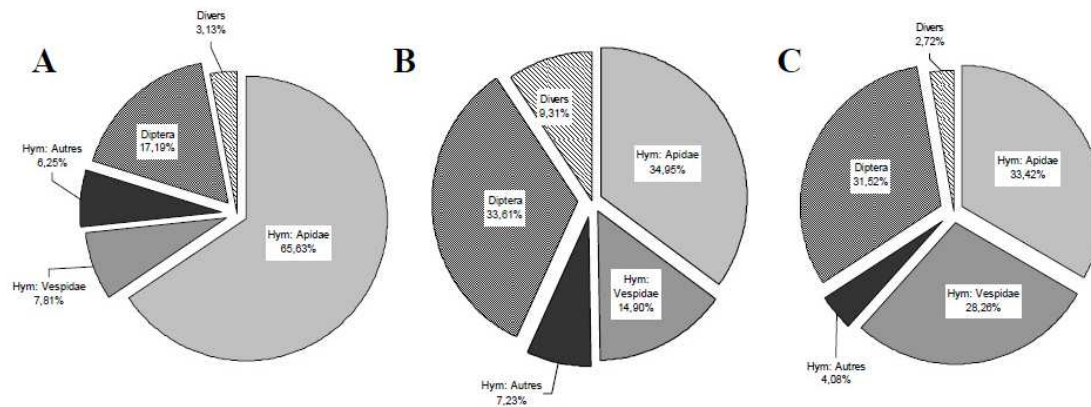 A
Divers
3,13%
Diptera
17,19%
Hym: Autres
6,25%
Hym: Apidae
65,63%
Hym: Vespidae
7,81%
B
Divers
9,31%
Hym: Apidae
34,95%
Diptera
33,61%
Hym:
Vespidae
14,90%
Hym: Autres
7,23%
C
Divers
2,72%
Hym: Apidae
33,42%
Diptera
31,52%
Hym: Vespidae
28,26%
Hym: Autres
4,08%